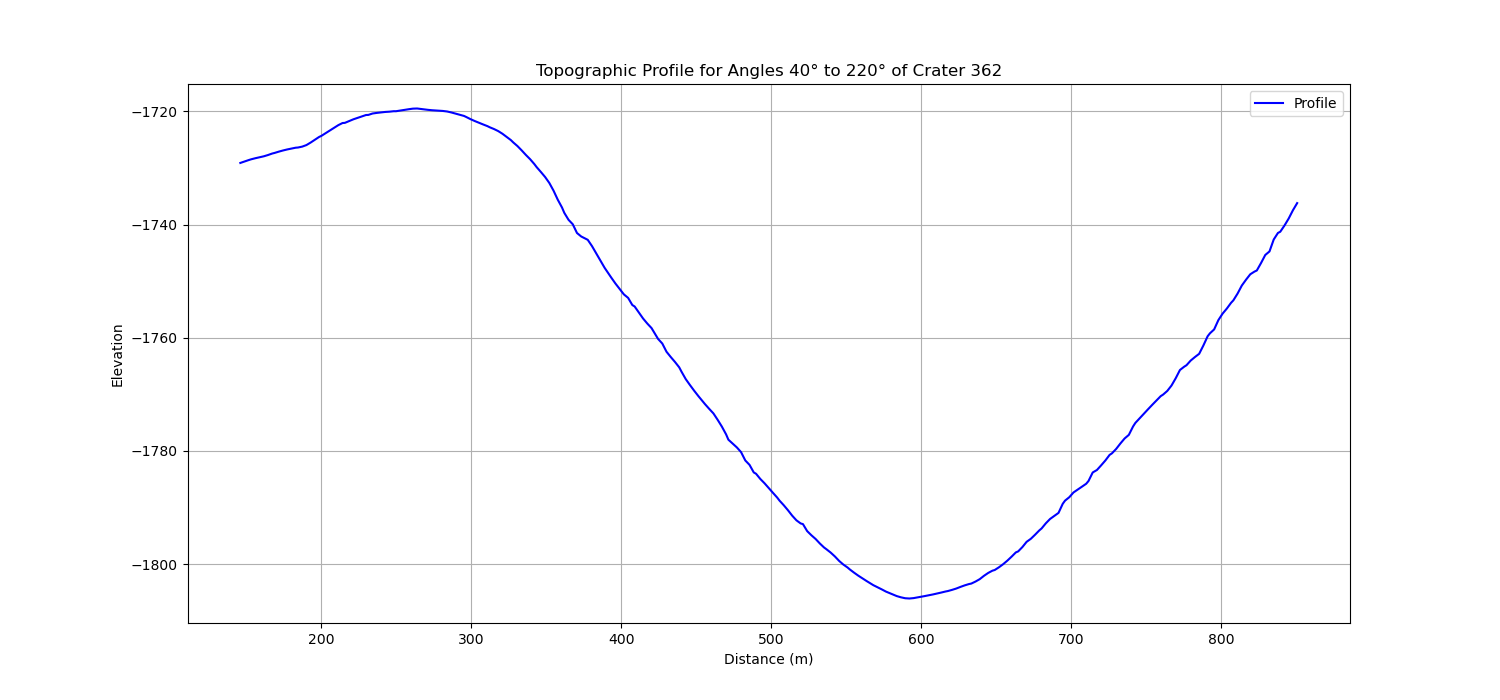 Topographic Profile for Angles 40° to 220° of Crater 362
Profile
−1720
−1740
−1760
−1780
−1800
Elevation
200 300 400 500 600 700 800
Distance (m)